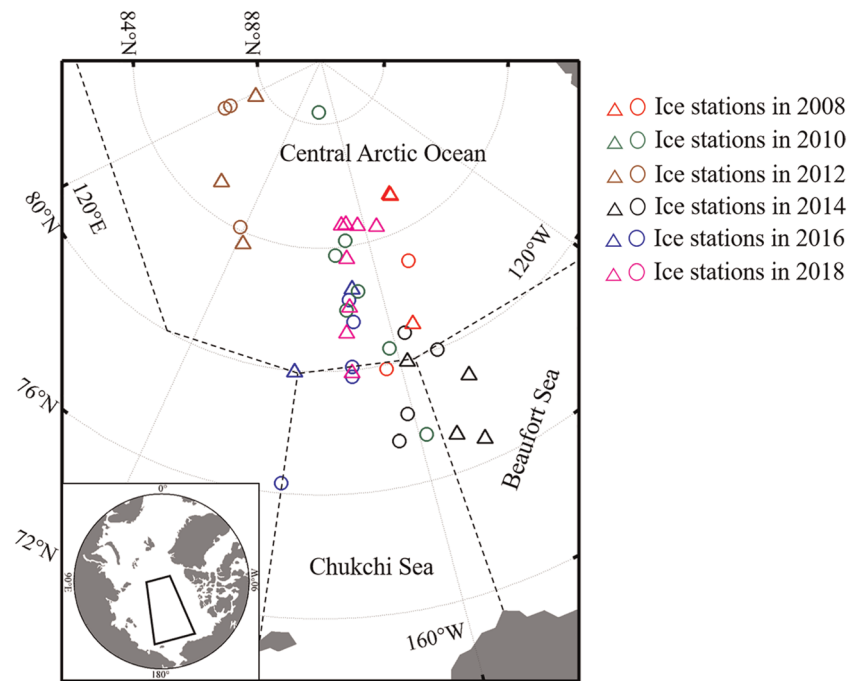 84°N
88°N
Ice stations in 2008
Ice stations in 2010
Central Arctic Ocean
Ice stations in 2012
120°E
80°N
Ice stations in 2014
120°W
Ice stations in 2016
Ice stations in 2018
76°N
Beaufort Sea
0°
72°N
Chukchi Sea
90°E
90°W
160°W
180°